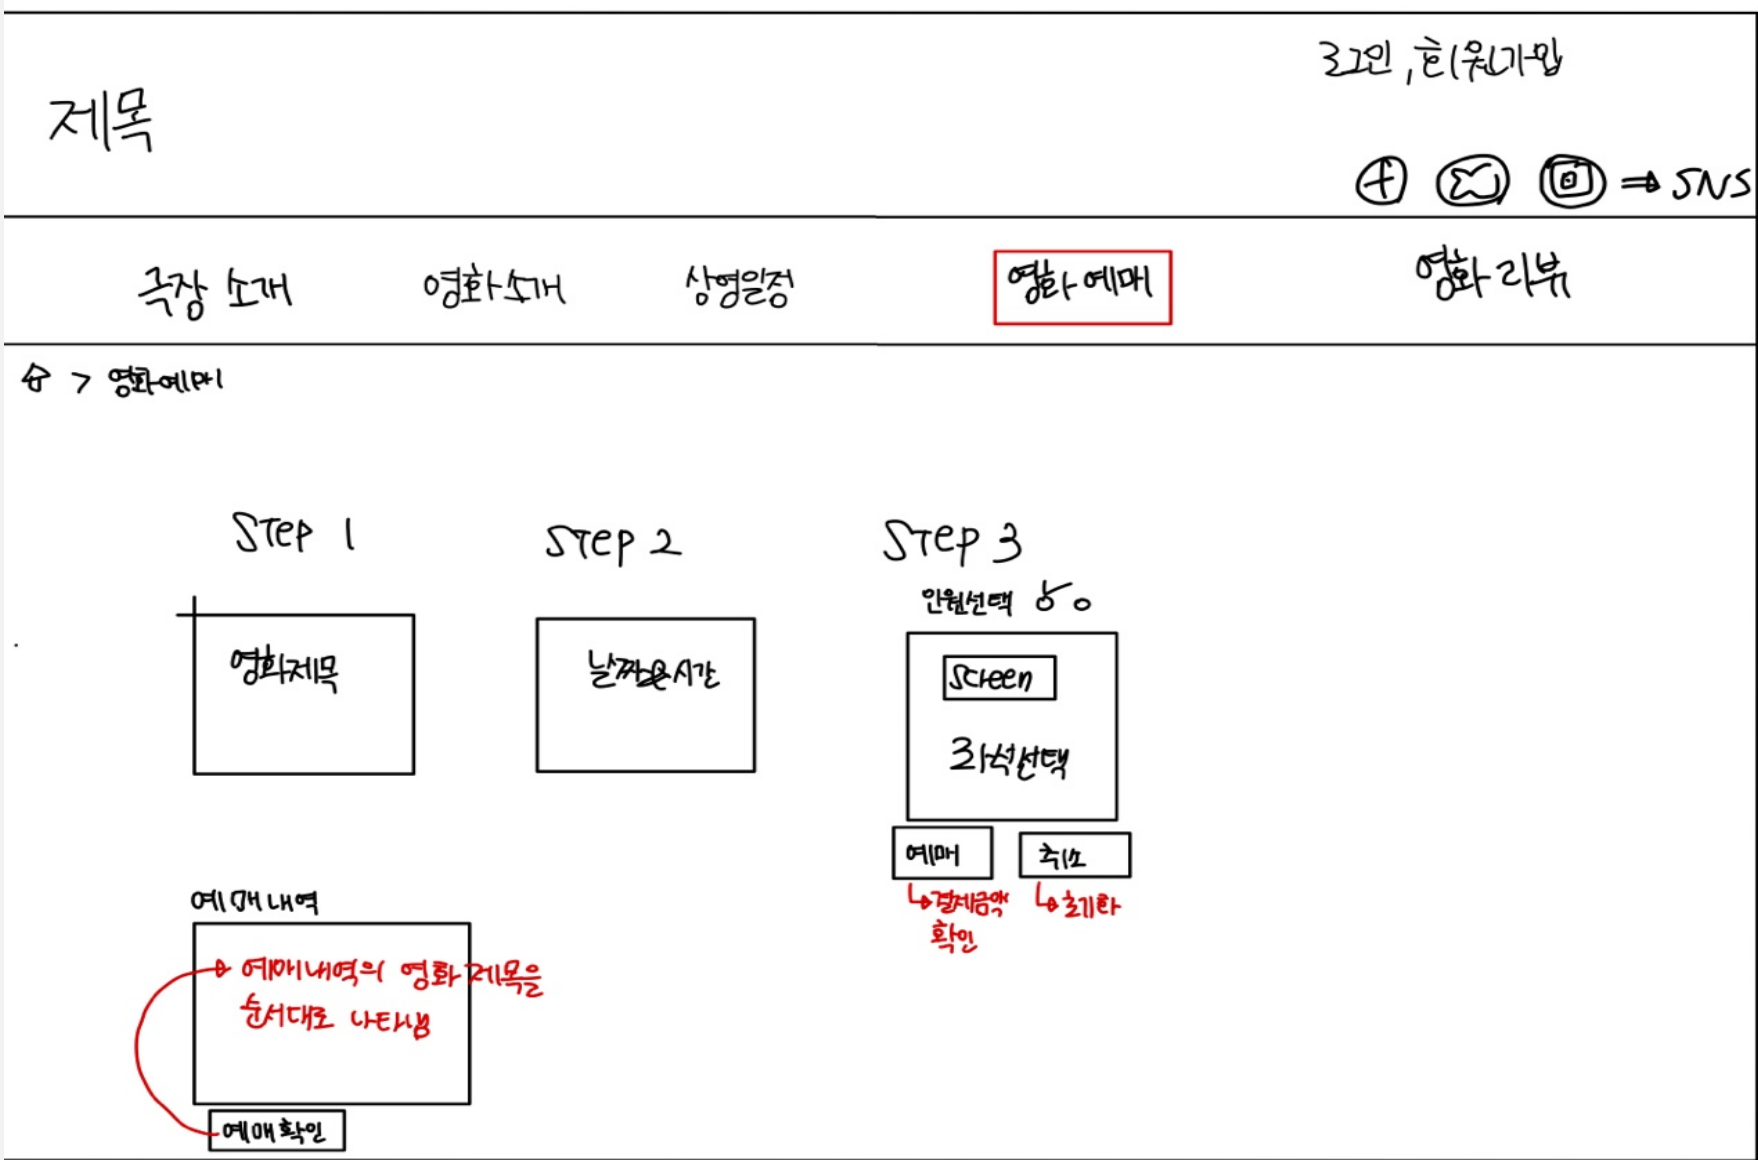 로그인, 회원가입
제목
⇒ SNS
극장 소개 영화소개 상영일정 영화 예매 영화 리뷰
> 영화예매
STep 1 STep 2 STep 3
인원선택
영화제목 날짜 시간
Screen
좌석선택
예매 취소
↳ 결제금액 확인
↳ 초기화
예매내역
예매내역의 영화 제목을
순서대로 나타냄
예매확인